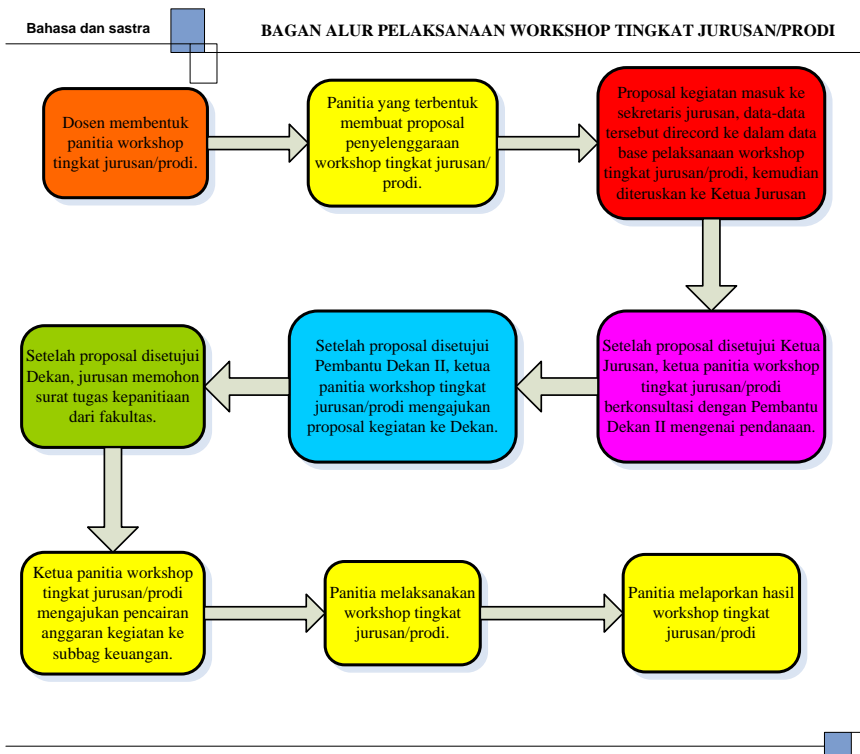 Bahasa dan sastra
BAGAN ALUR PELAKSANAAN WORKSHOP TINGKAT JURUSAN/PRODI
Dosen membentuk
panitia workshop
tingkat jurusan/prodi.
Panitia yang terbentuk
membuat proposal
penyelenggaraan
workshop tingkat jurusan/
prodi.
Proposal kegiatan masuk ke
sekretaris jurusan, data-data
tersebut direcord ke dalam data
base pelaksanaan workshop
tingkat jurusan/prodi, kemudian
diteruskan ke Ketua Jurusan
Setelah proposal disetujui Ketua
Jurusan, ketua panitia workshop
tingkat jurusan/prodi
berkonsultasi dengan Pembantu
Dekan II mengenai pendanaan.
Setelah proposal disetujui
Pembantu Dekan II, ketua
panitia workshop tingkat
jurusan/prodi mengajukan
proposal kegiatan ke Dekan.
Setelah proposal disetujui
Dekan, jurusan memohon
surat tugas kepanitiaan
dari fakultas.
Ketua panitia workshop
tingkat jurusan/prodi
mengajukan pencairan
anggaran kegiatan ke
subbag keuangan.
Panitia melaksanakan
workshop tingkat
jurusan/prodi.
Panitia melaporkan hasil
workshop tingkat
jurusan/prodi